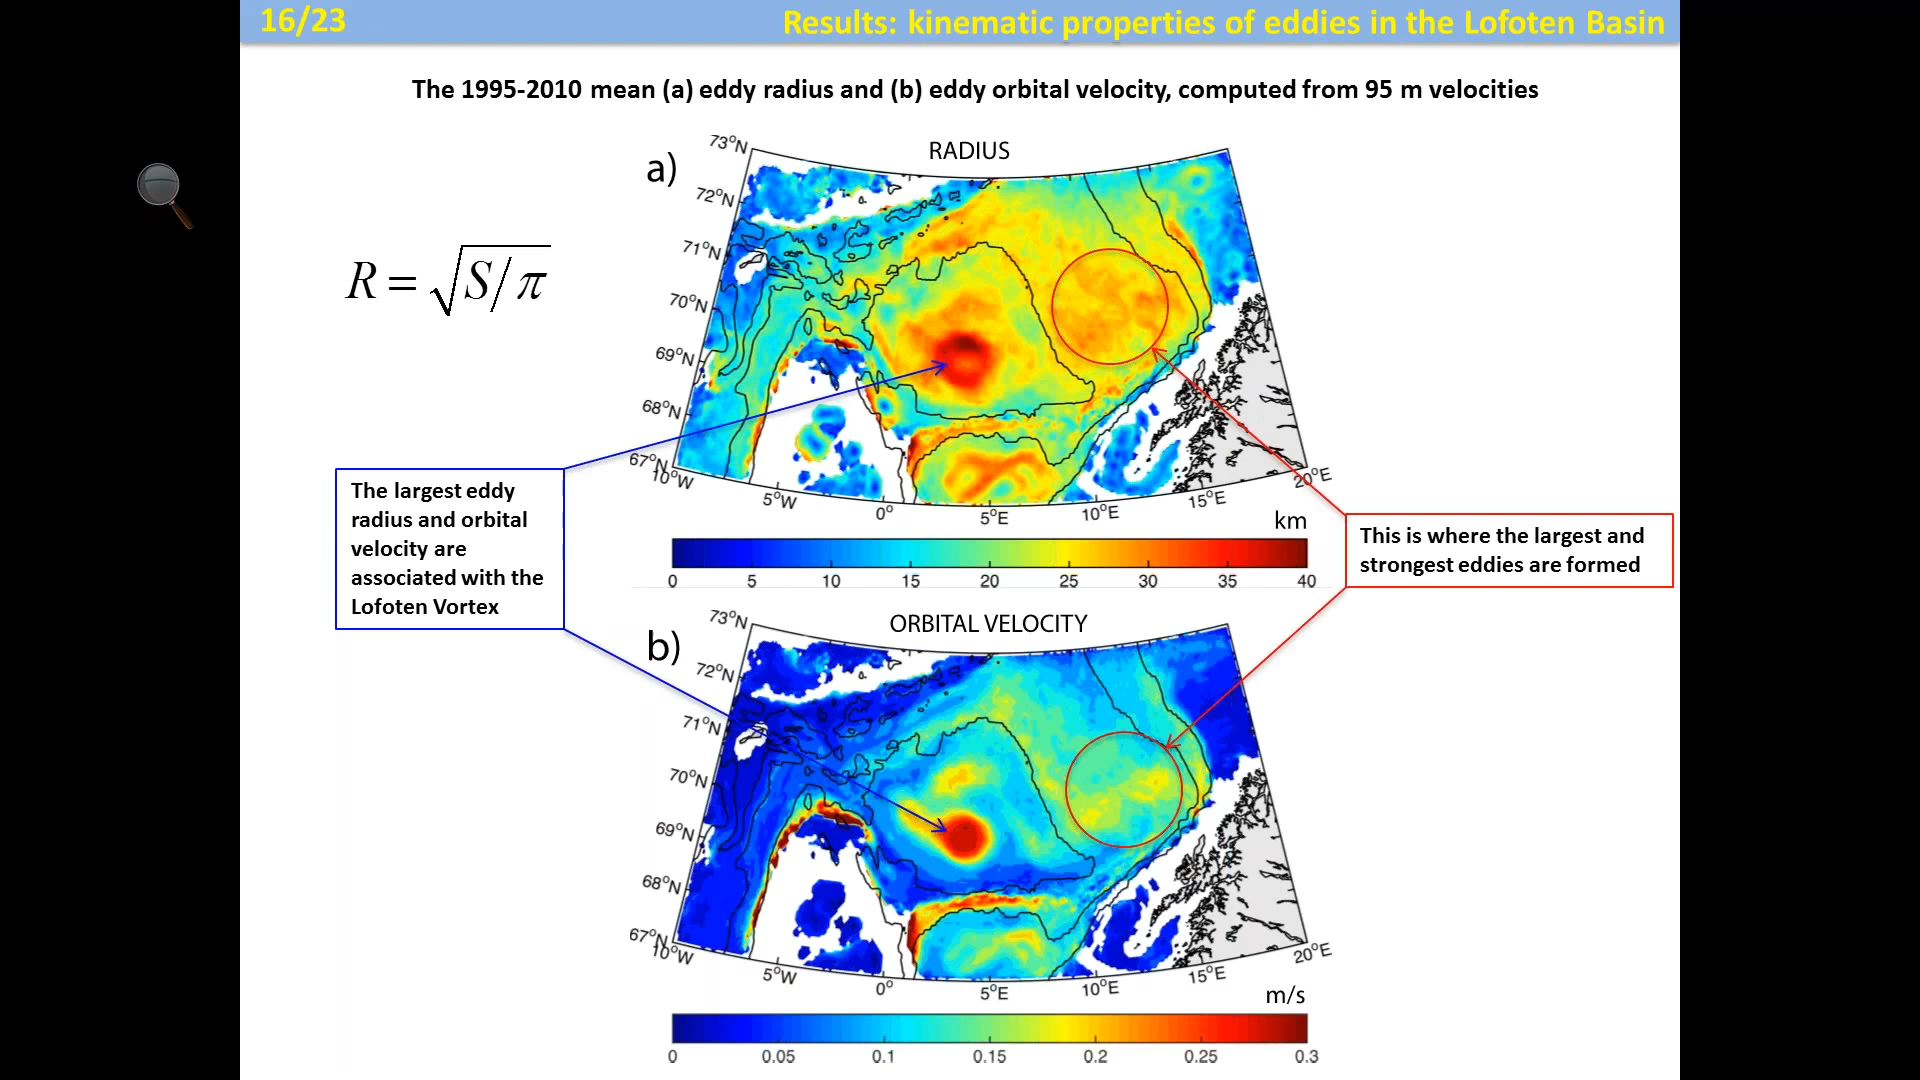 16/23
Results: kinematic properties of eddies in the Lofoten Basin
The 1995-2010 mean (a) eddy radius and (b) eddy orbital velocity, computed from 95 m velocities
R = √S/π
a)
RADIUS
73°N
72°N
71°N
70°N
69°N
68°N
67°N
10°W
5°W
0°
5°E
10°E
15°E
20°E
km
0 5 10 15 20 25 30 35 40
The largest eddy
radius and orbital
velocity are
associated with the
Lofoten Vortex
This is where the largest and
strongest eddies are formed
b)
ORBITAL VELOCITY
73°N
72°N
71°N
70°N
69°N
68°N
67°N
10°W
5°W
0°
5°E
10°E
15°E
20°E
m/s
0 0.05 0.1 0.15 0.2 0.25 0.3